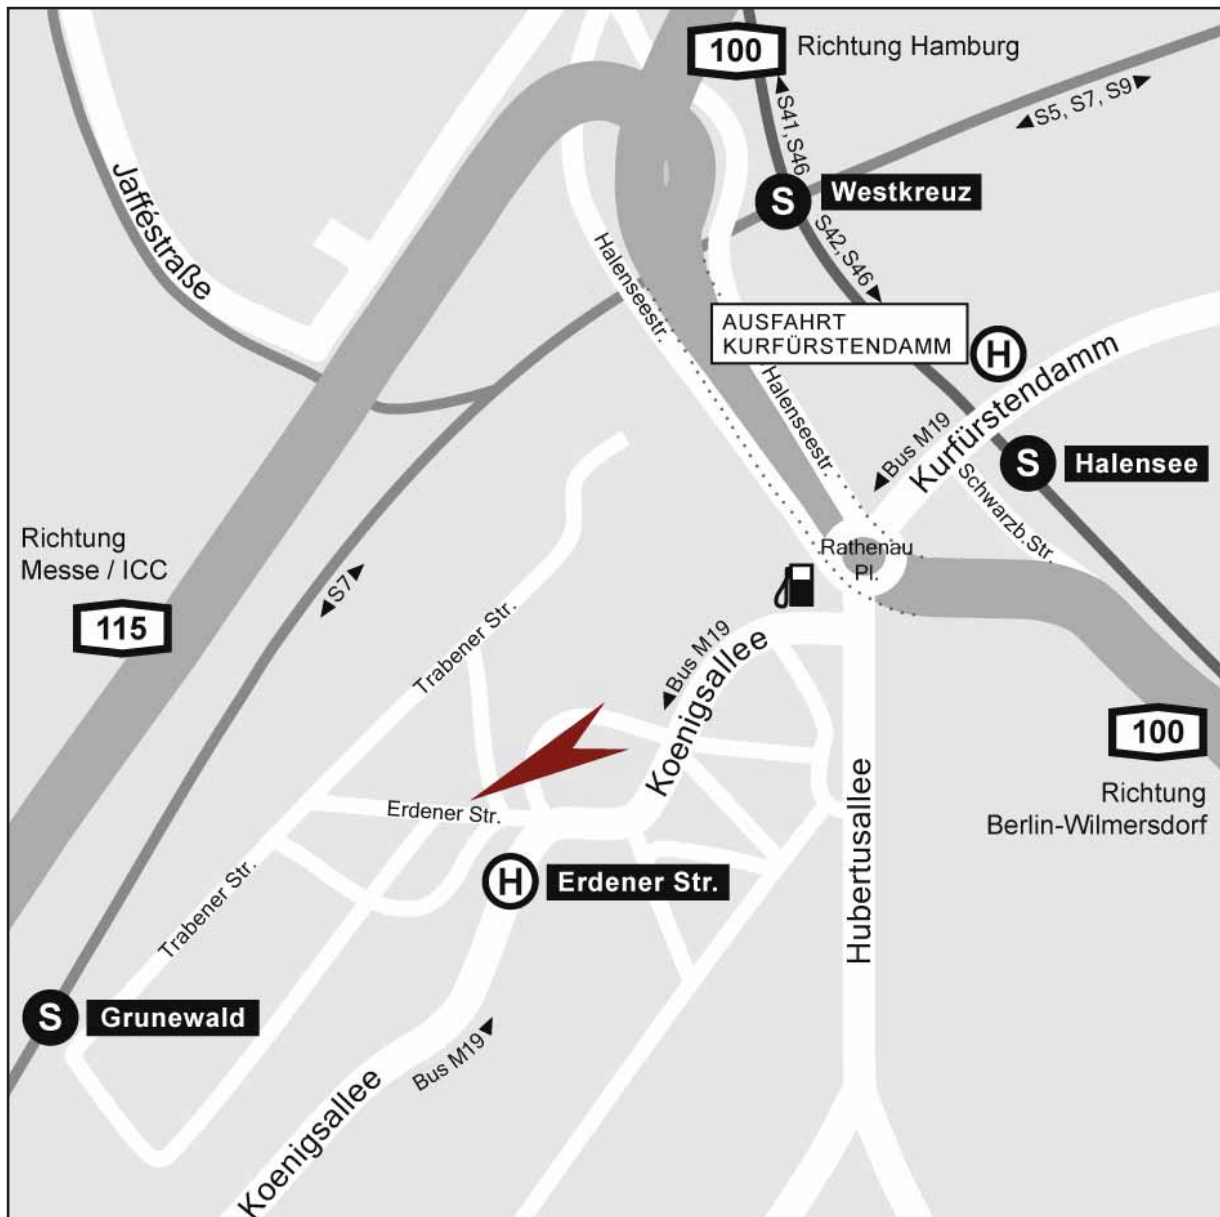 100
Richtung Hamburg
S41, S46
S5, S7, S9
S
Westkreuz
S42, S46
Jafféstraße
Halenseestr.
AUSFAHRT
KURFÜRSTENDAMM
H
Kurfürstendamm
Bus M19
Halenseestr.
S
Halensee
Schwarzb.Str.
Richtung
Messe / ICC
115
S7
Rathenau
Pl.
Trabener Str.
Bus M19
Koenigsallee
100
Richtung
Berlin-Wilmersdorf
Erdener Str.
Hubertusallee
H
Erdener Str.
Trabener Str.
S
Grunewald
Bus M19
Koenigsallee